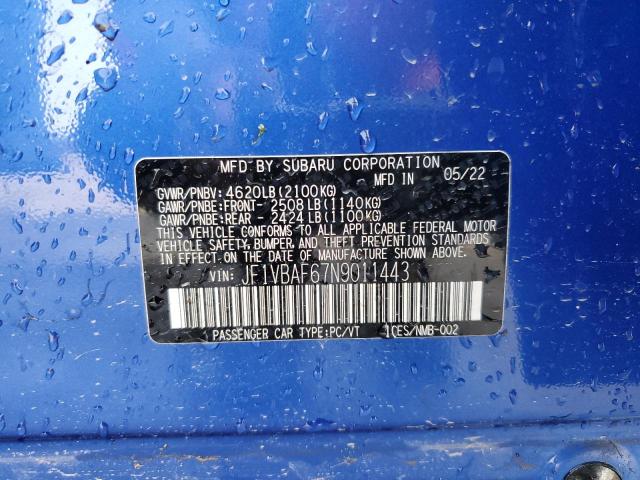 MFD BY SUBARU CORPORATION
MFD IN 05/22
GVWR/PNBV: 4620LB(2100KG)
GAWR/PNBE:FRONT- 2508 LB(1140KG)
GAWR/PNBE:REAR - 2424 LB(1100KG)
THIS VEHICLE CONFORMS TO ALL APPLICABLE FEDERAL MOTOR
VEHICLE SAFETY,BUMPER,AND THEFT PREVENTION STANDARDS
IN EFFECT ON THE DATE OF MANUFACTURE SHOWN ABOVE.
VIN: JF1VBAF67N9011443
PASSENGER CAR TYPE:PC/VT 1CES/NMB-002